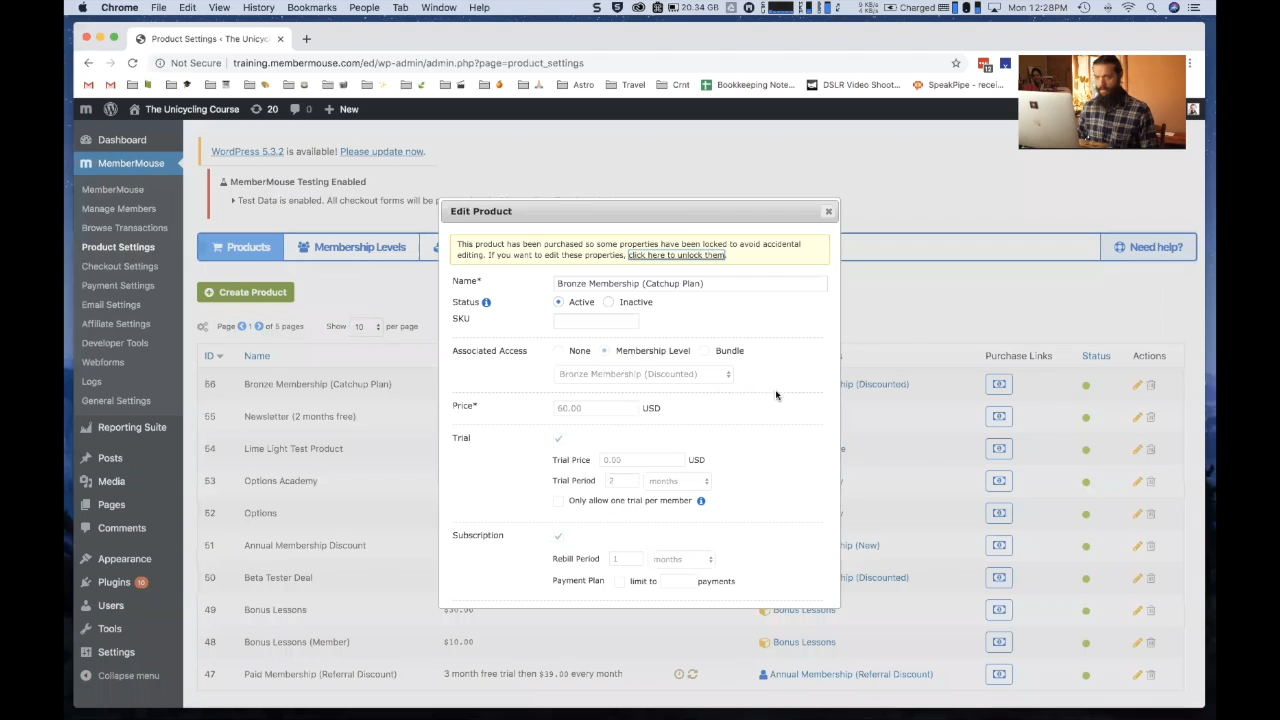 Chrome File Edit View History Bookmarks People Tab Window Help 20.34 GB Charged Mon 12:28PM
Product Settings ‹ The Unicyc
Not Secure training.membermouse.com/ed/wp-admin/admin.php?page=product_settings
Astro Travel Crnt Bookkeeping Note... DSLR Video Shoot... SpeakPipe - recei...
The Unicycling Course 20 0 New
Dashboard
MemberMouse
MemberMouse
Manage Members
Browse Transactions
Product Settings
Checkout Settings
Payment Settings
Email Settings
Affiliate Settings
Developer Tools
Webforms
Logs
General Settings
Reporting Suite
Posts
Media
Pages
Comments
Appearance
Plugins 10
Users
Tools
Settings
Collapse menu
WordPress 5.3.2 is available! Please update now.
MemberMouse Testing Enabled
Test Data is enabled. All checkout forms will be p
Products Membership Levels Need help?
Create Product
Page 1 of 5 pages Show 10 per page
ID Name Purchase Links Status Actions
56 Bronze Membership (Catchup Plan) hip (Discounted)
55 Newsletter (2 months free)
54 Lime Light Test Product
53 Options Academy
52 Options
51 Annual Membership Discount hip (New)
50 Beta Tester Deal hip (Discounted)
49 Bonus Lessons $30.00 Bonus Lessons
48 Bonus Lessons (Member) $10.00 Bonus Lessons
47 Paid Membership (Referral Discount) 3 month free trial then $39.00 every month Annual Membership (Referral Discount)
Edit Product
This product has been purchased so some properties have been locked to avoid accidental
editing. If you want to edit these properties, click here to unlock them.
Name* Bronze Membership (Catchup Plan)
Status Active Inactive
SKU
Associated Access None Membership Level Bundle
Bronze Membership (Discounted)
Price* 60.00 USD
Trial
Trial Price 0.00 USD
Trial Period 2 months
Only allow one trial per member
Subscription
Rebill Period 1 months
Payment Plan limit to payments